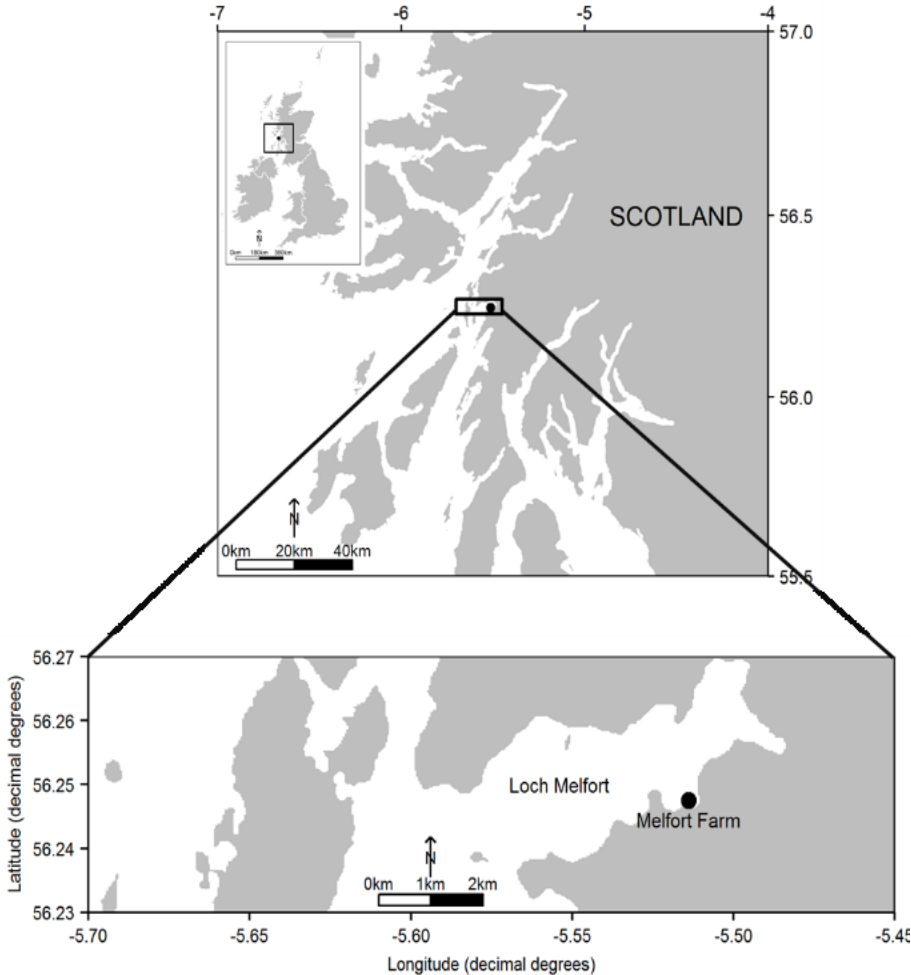 -7 -6 -5 -4
57.0
SCOTLAND
56.5
N
56.0
N
0km 20km 40km
55.5
56.27
56.26
56.25
56.24
56.23
Latitude (decimal degrees)
Loch Melfort
Melfort Farm
N
0km 1km 2km
-5.70 -5.65 -5.60 -5.55 -5.50 -5.45
Longitude (decimal degrees)